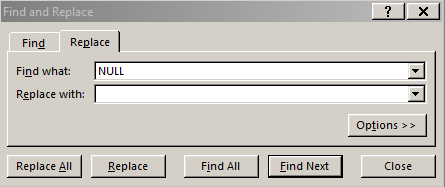 Find and Replace
Find Replace
Find what: NULL
Replace with:
Options >>
Replace All Replace Find All Find Next Close